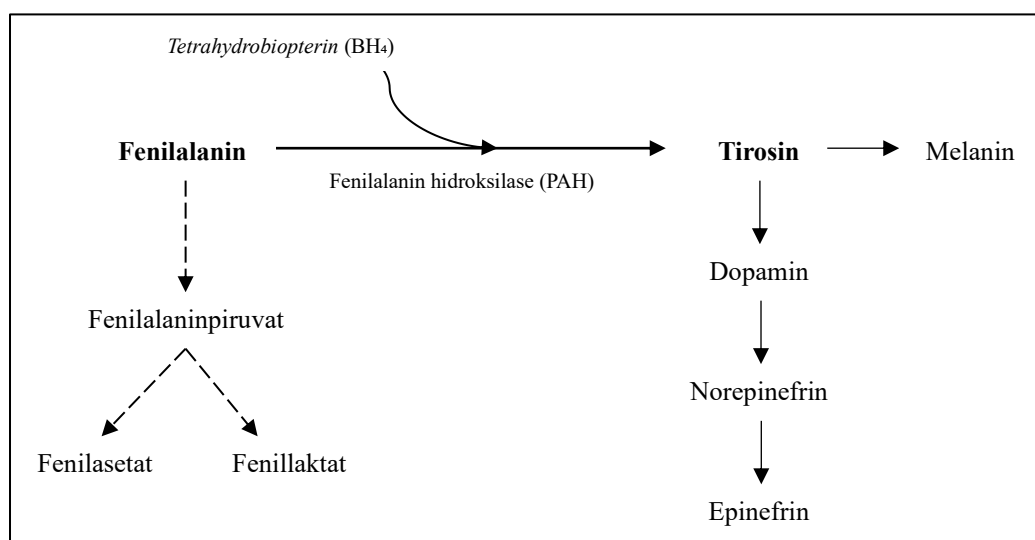 Tetrahydrobiopterin (BH₄)
Fenilalanin
Tirosin
Melanin
Fenilalanin hidroksilase (PAH)
Dopamin
Fenilalaninpiruvat
Norepinefrin
Fenilasetat
Fenillaktat
Epinefrin